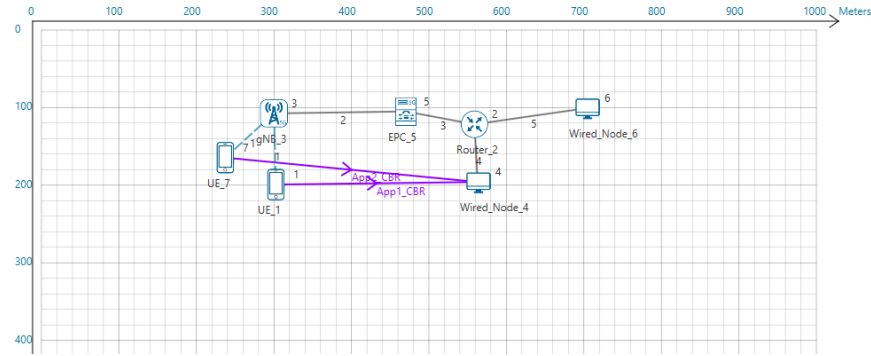 0 100 200 300 400 500 600 700 800 900 1000 Meters
0
100
200
300
400
3
gNB_3
2
5
5G
EPC_5
3
2
Router_2
5
6
Wired_Node_6
7
1
UE_7
1
1
UE_1
4
4
Wired_Node_4
App2_CBR
App1_CBR